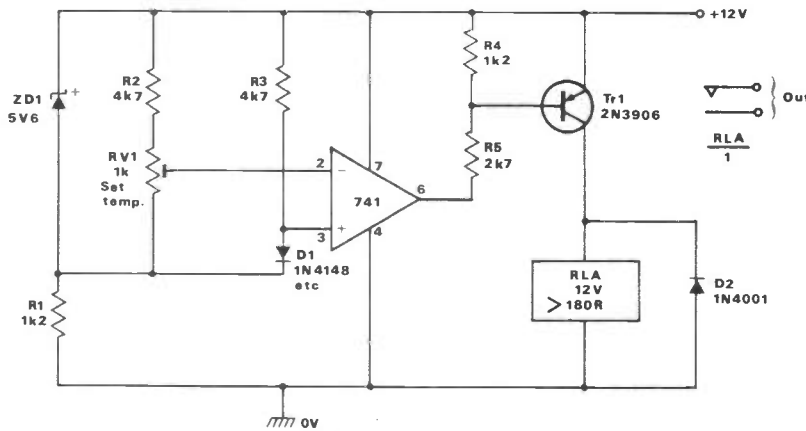 +12V
R4
1k2
R2
4k7
R3
4k7
ZD1
+
5V6
Tr1
2N3906
Out
RLA
1
RV1
1k
Set
temp.
R5
2k7
2
−
7
741
6
+
3
4
D1
1N4148
etc
R1
1k2
RLA
12V
>180R
D2
1N4001
0V